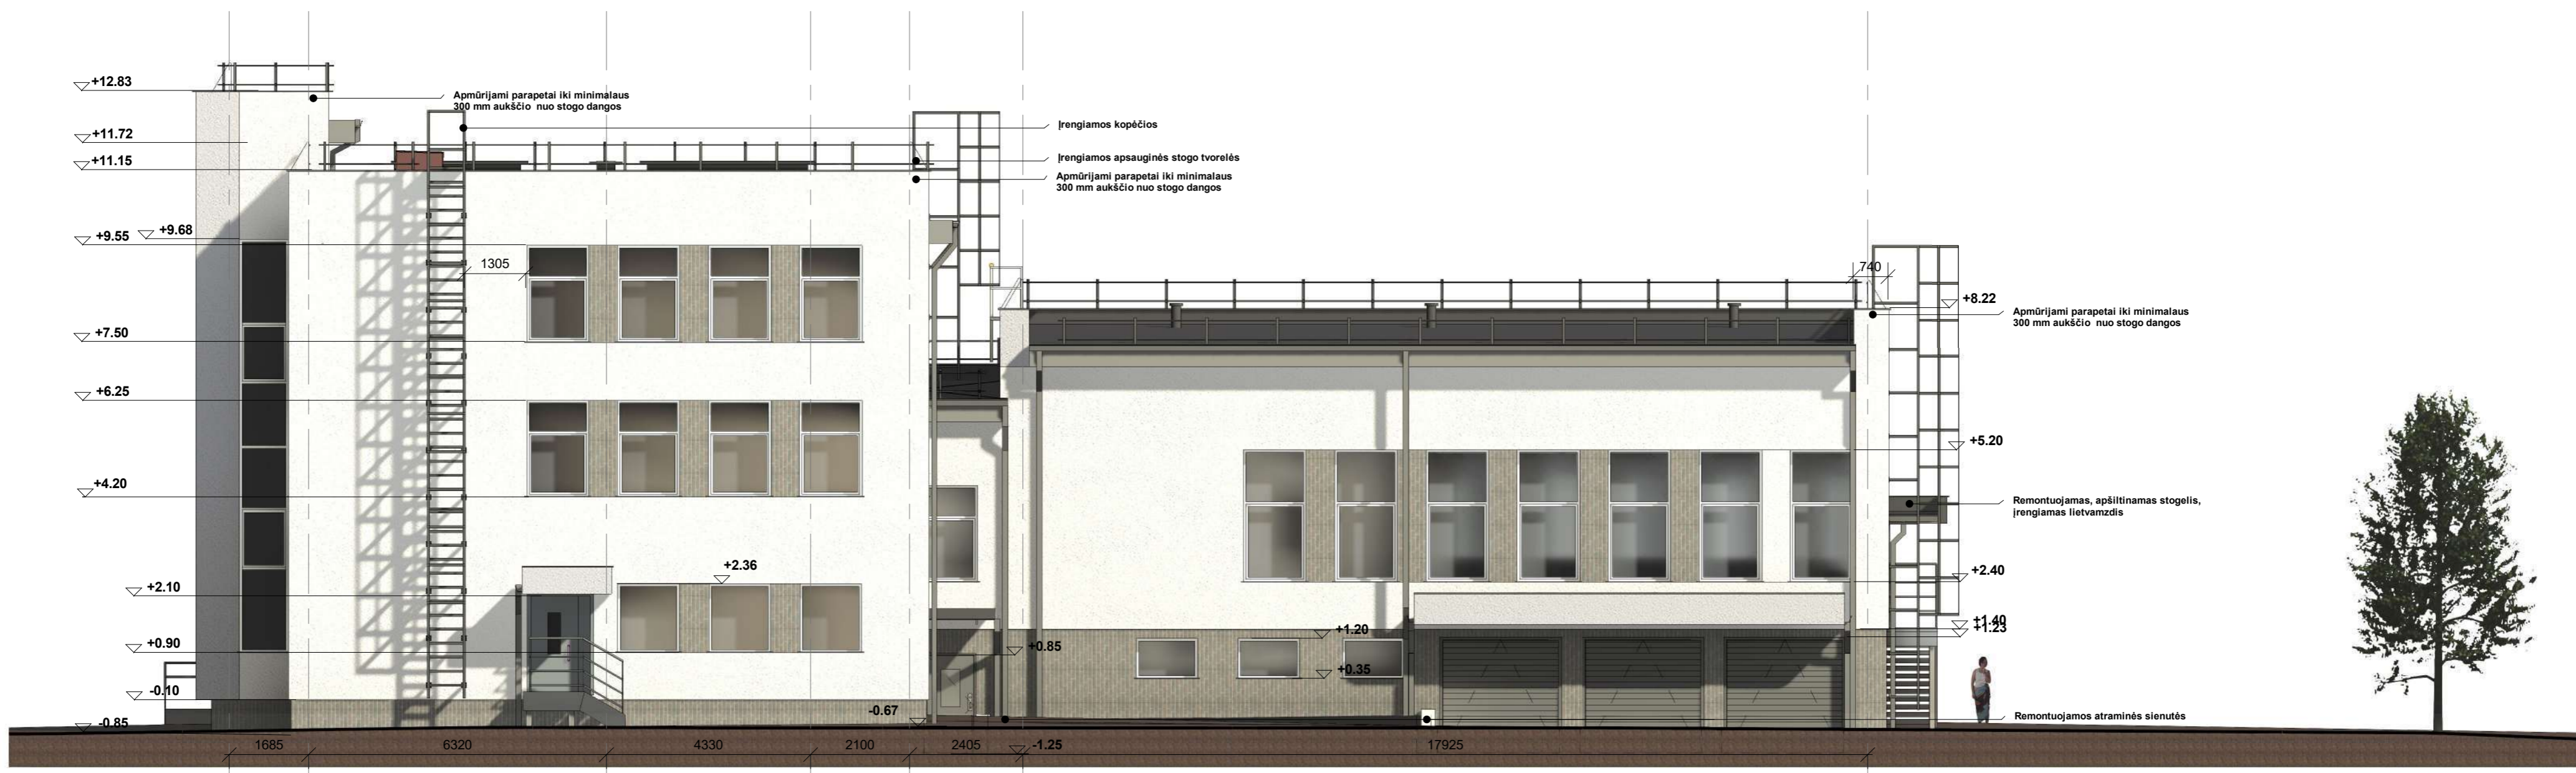 +12.83
Apmūrijami parapetai iki minimalaus
300 mm aukščio nuo stogo dangos
+11.72
Įrengiamos kopėčios
+11.15
Įrengiamos apsauginės stogo tvorelės
Apmūrijami parapetai iki minimalaus
300 mm aukščio nuo stogo dangos
+9.55
+9.68
1305
740
+8.22
Apmūrijami parapetai iki minimalaus
300 mm aukščio nuo stogo dangos
+7.50
+6.25
+5.20
+4.20
Remontuojamas, apšiltinamas stogelis,
įrengiamas lietvamzdis
+2.36
+2.40
+2.10
+1.40
+1.23
+1.20
+0.90
+0.85
+0.35
-0.10
-0.67
Remontuojamos atraminės sienutės
-0.85
1685
6320
4330
2100
2405
-1.25
17925